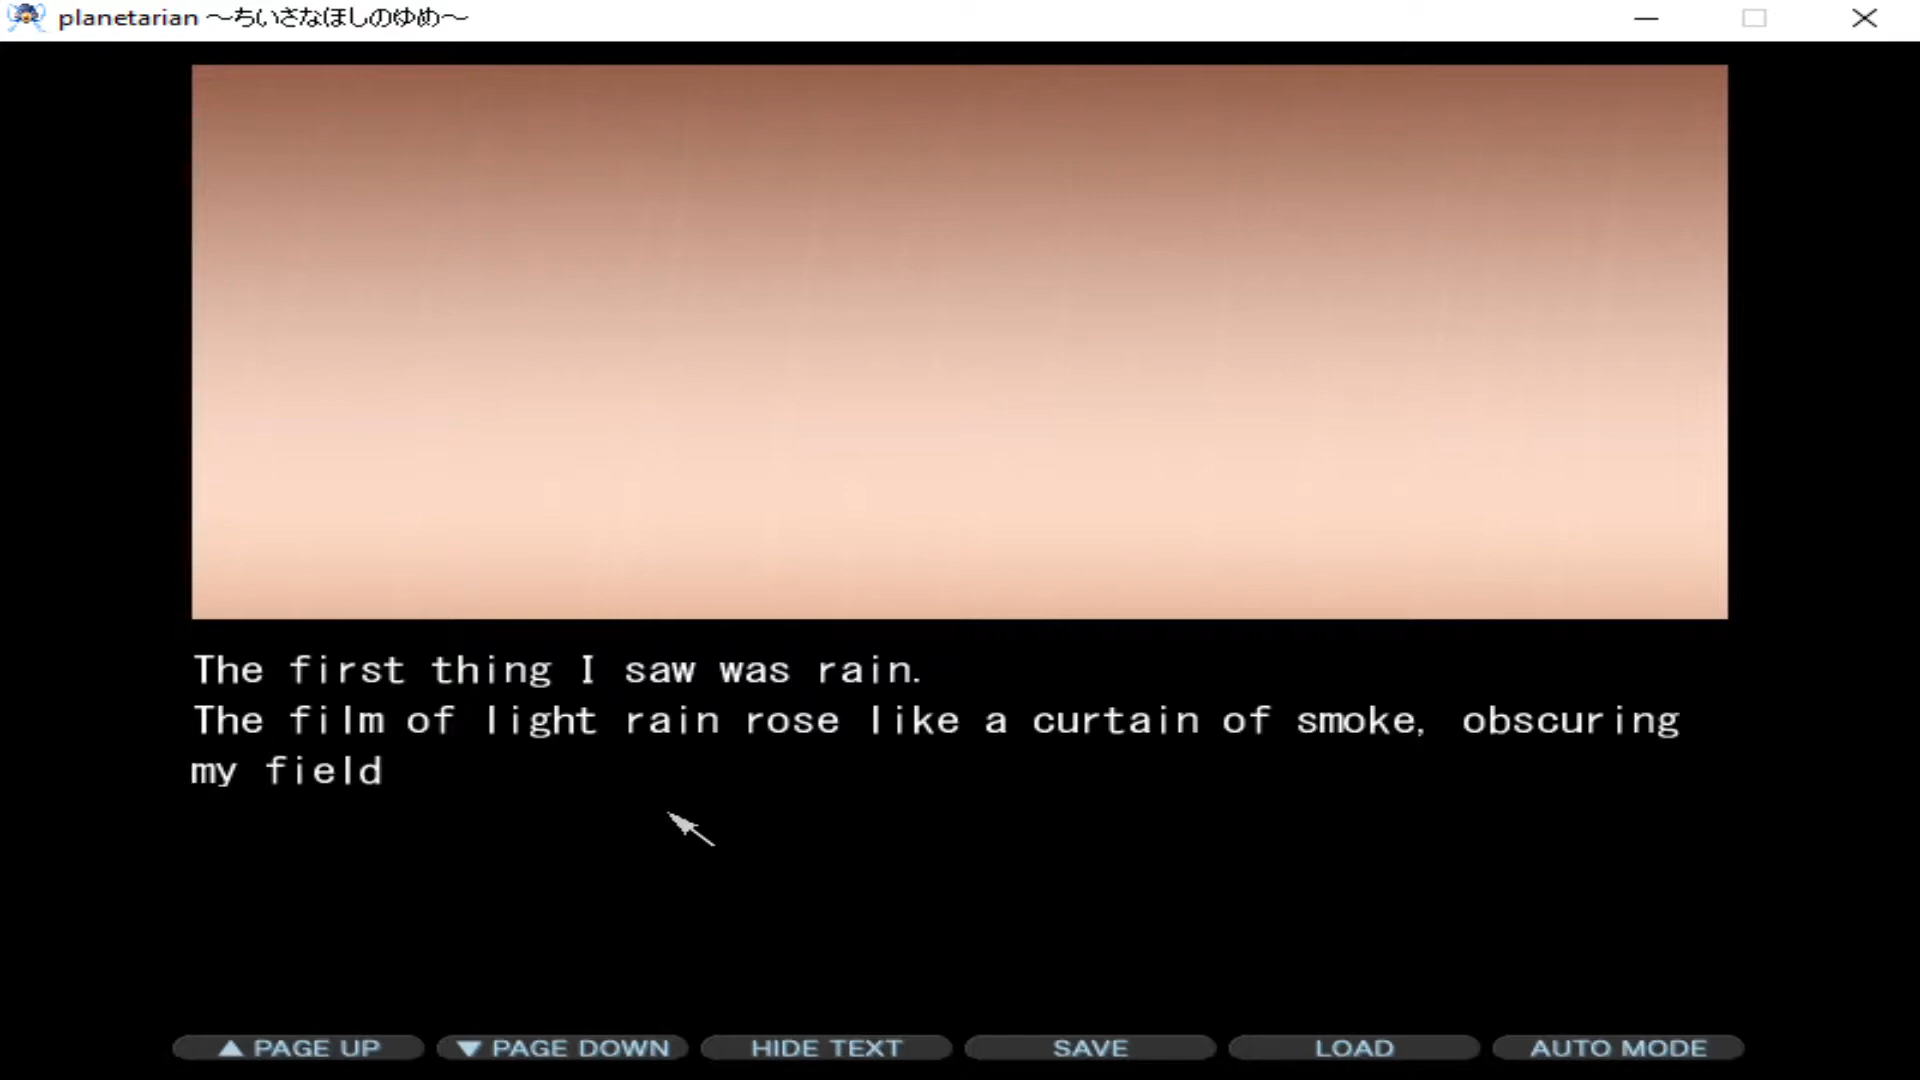 planetarian ～ちいさなほしのゆめ～
The first thing I saw was rain.
The film of light rain rose like a curtain of smoke, obscuring
my field
▲ PAGE UP
▼ PAGE DOWN
HIDE TEXT
SAVE
LOAD
AUTO MODE